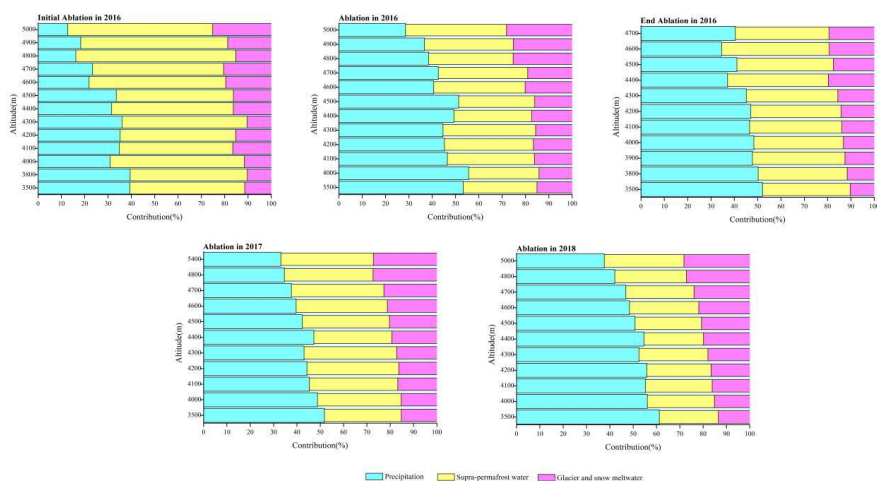 Initial Ablation in 2016
Altitude(m)
5000
4900
4800
4700
4600
4500
4400
4300
4200
4100
4000
3800
3500
0 10 20 30 40 50 60 70 80 90 100
Contribution(%)
Ablation in 2016
Altitude(m)
5000
4900
4800
4700
4600
4500
4400
4300
4200
4100
4000
3500
0 10 20 30 40 50 60 70 80 90 100
Contribution(%)
End Ablation in 2016
Altitude(m)
4700
4600
4500
4400
4300
4200
4100
4000
3900
3800
3500
0 10 20 30 40 50 60 70 80 90 100
Contribution(%)
Ablation in 2017
Altitude(m)
5400
4800
4700
4600
4500
4400
4300
4200
4100
4000
3500
0 10 20 30 40 50 60 70 80 90 100
Contribution(%)
Ablation in 2018
Altitude(m)
5000
4800
4700
4600
4500
4400
4300
4200
4100
4000
3500
0 10 20 30 40 50 60 70 80 90 100
Contribution(%)
Precipitation Supra-permafrost water Glacier and snow meltwater